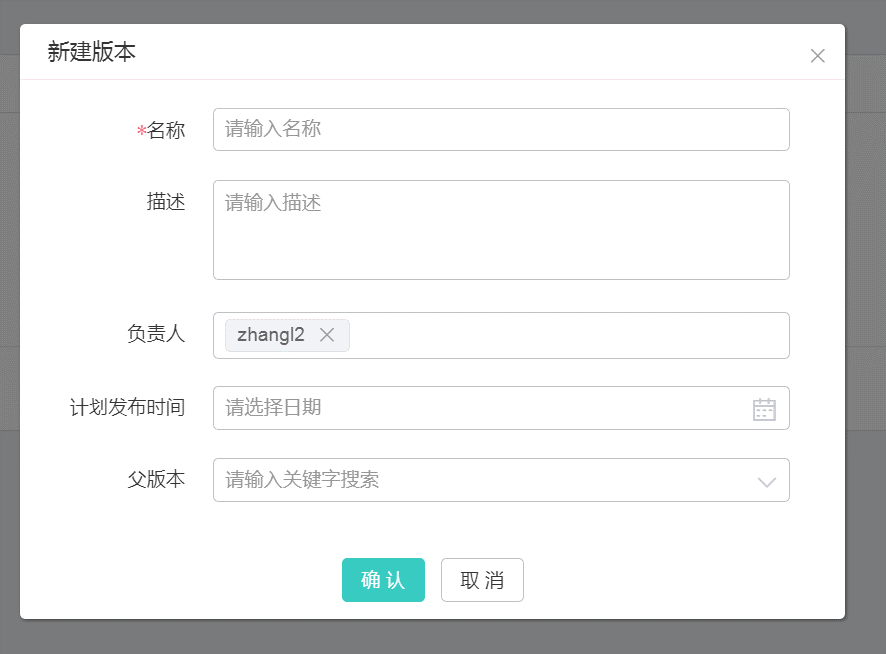 新建版本
*名称
请输入名称
描述
请输入描述
负责人
zhangl2
计划发布时间
请选择日期
父版本
请输入关键字搜索
确 认
取 消